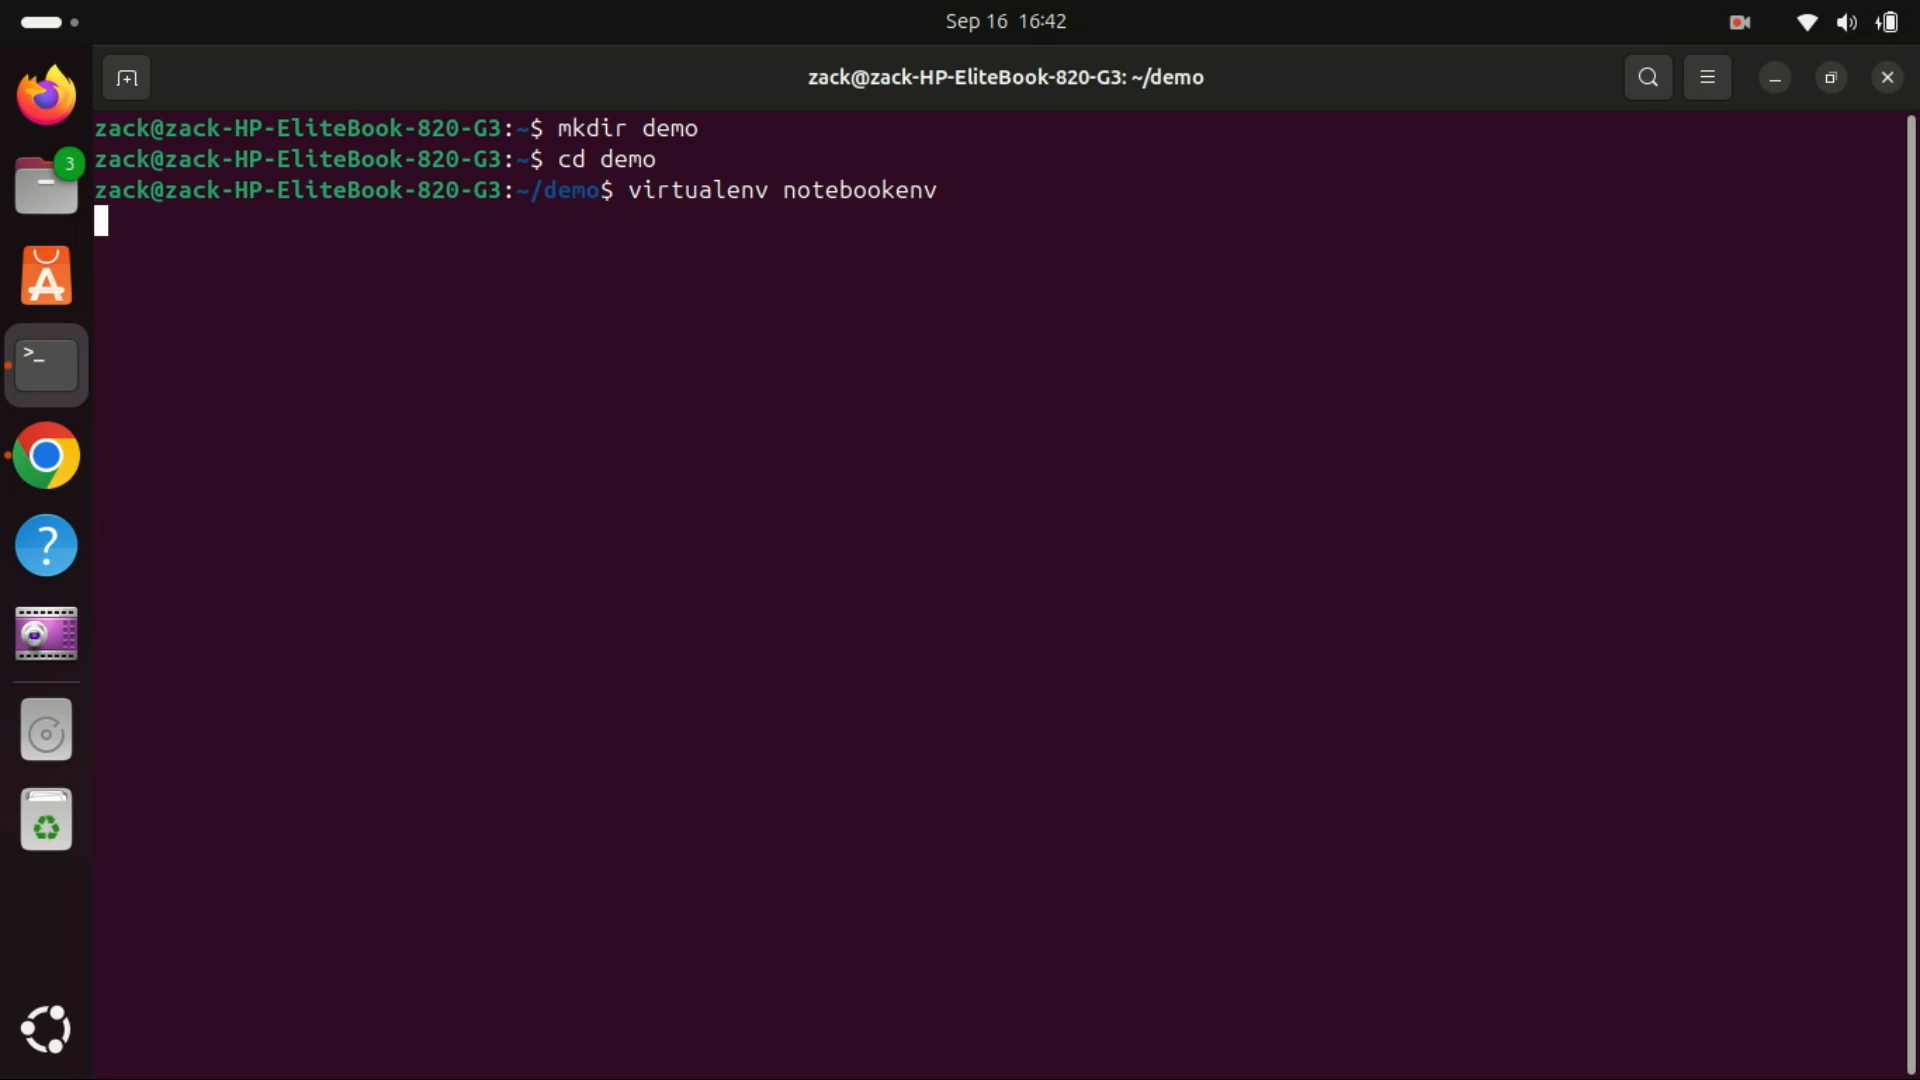 Sep 16 16:42
zack@zack-HP-EliteBook-820-G3: ~/demo
zack@zack-HP-EliteBook-820-G3:~$ mkdir demo
3
zack@zack-HP-EliteBook-820-G3:~$ cd demo
zack@zack-HP-EliteBook-820-G3:~/demo$ virtualenv notebookenv
>_
?